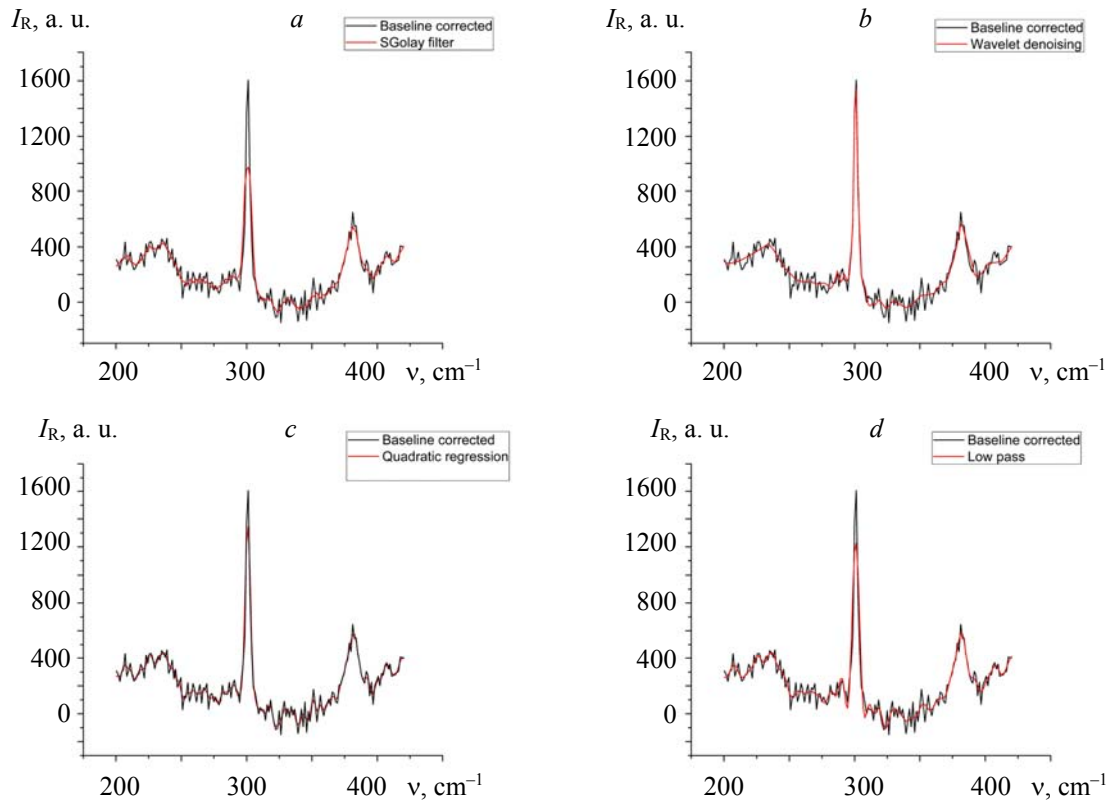 I_R, a. u.
a
Baseline corrected
SGolay filter
1600
1200
800
400
0
200 300 400 ν, cm⁻¹
I_R, a. u.
b
Baseline corrected
Wavelet denoising
1600
1200
800
400
0
200 300 400 ν, cm⁻¹
I_R, a. u.
c
Baseline corrected
Quadratic regression
1600
1200
800
400
0
200 300 400 ν, cm⁻¹
I_R, a. u.
d
Baseline corrected
Low pass
1600
1200
800
400
0
200 300 400 ν, cm⁻¹